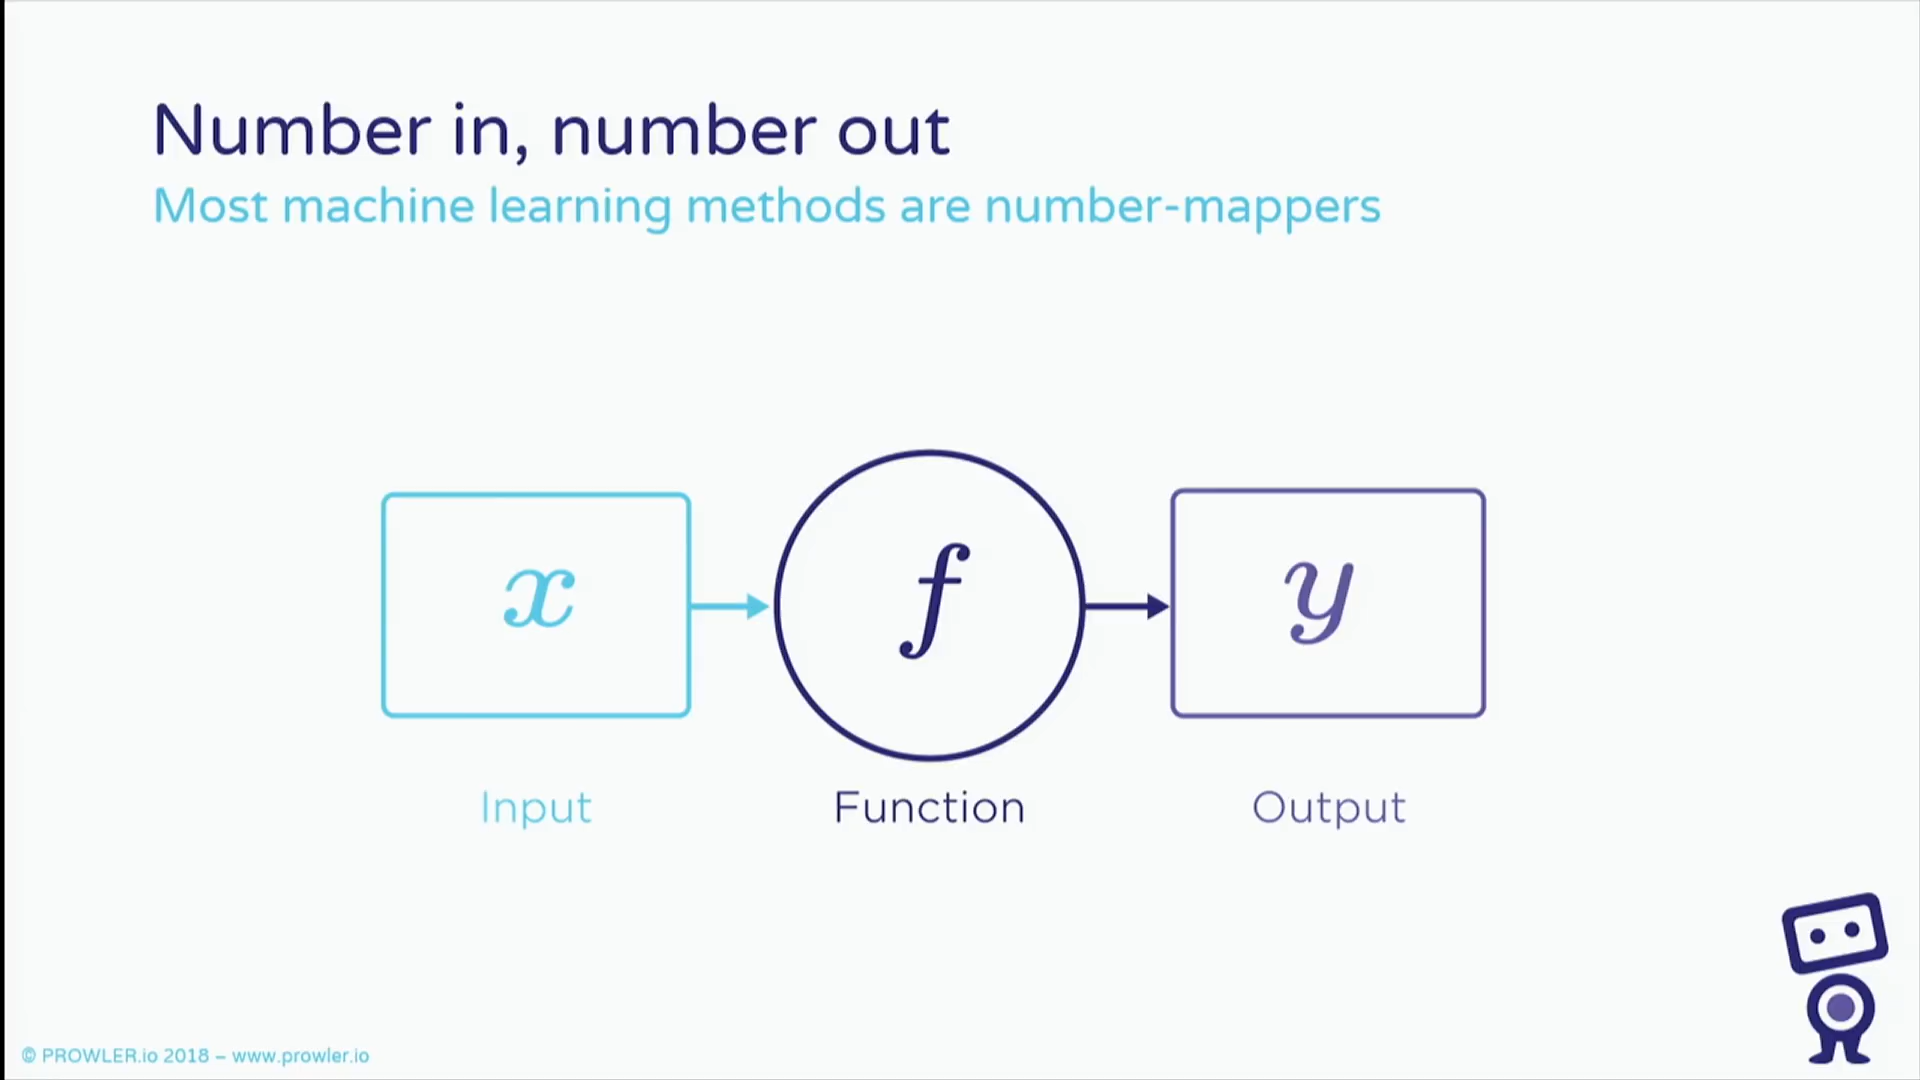 Number in, number out
Most machine learning methods are number-mappers
x
f
y
Input
Function
Output
© PROWLER.io 2018 – www.prowler.io